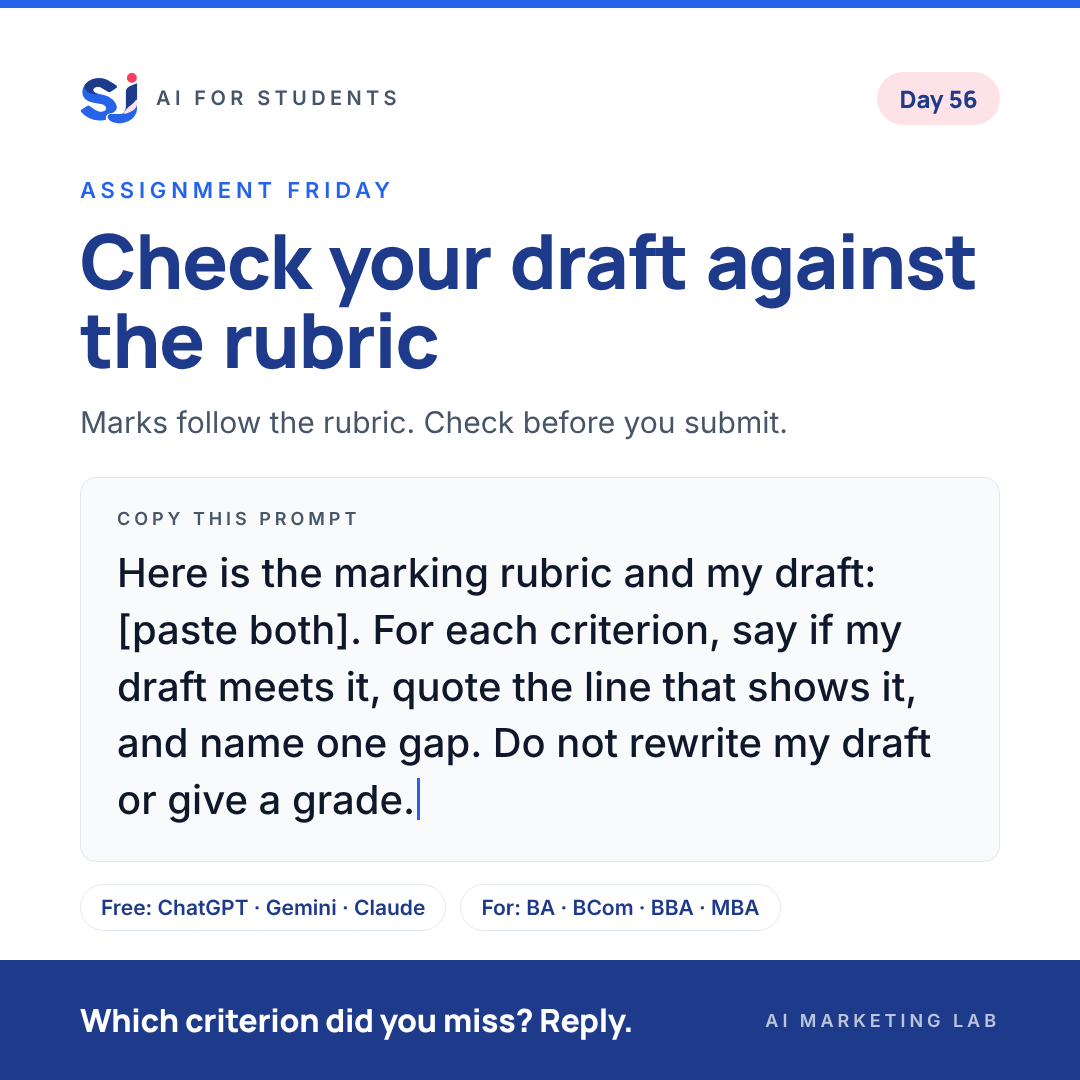 SJ AI FOR STUDENTS
Day 56
ASSIGNMENT FRIDAY
Check your draft against
the rubric
Marks follow the rubric. Check before you submit.
COPY THIS PROMPT
Here is the marking rubric and my draft:
[paste both]. For each criterion, say if my
draft meets it, quote the line that shows it,
and name one gap. Do not rewrite my draft
or give a grade.
Free: ChatGPT · Gemini · Claude
For: BA · BCom · BBA · MBA
Which criterion did you miss? Reply.
AI MARKETING LAB